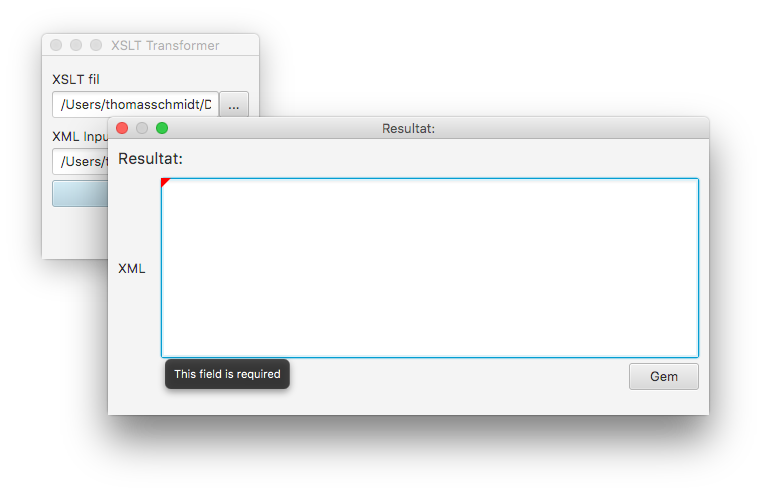 XSLT Transformer
XSLT fil
/Users/thomasschmidt/D
...
XML Inpu
/Users/t
Resultat:
Resultat:
XML
This field is required
Gem